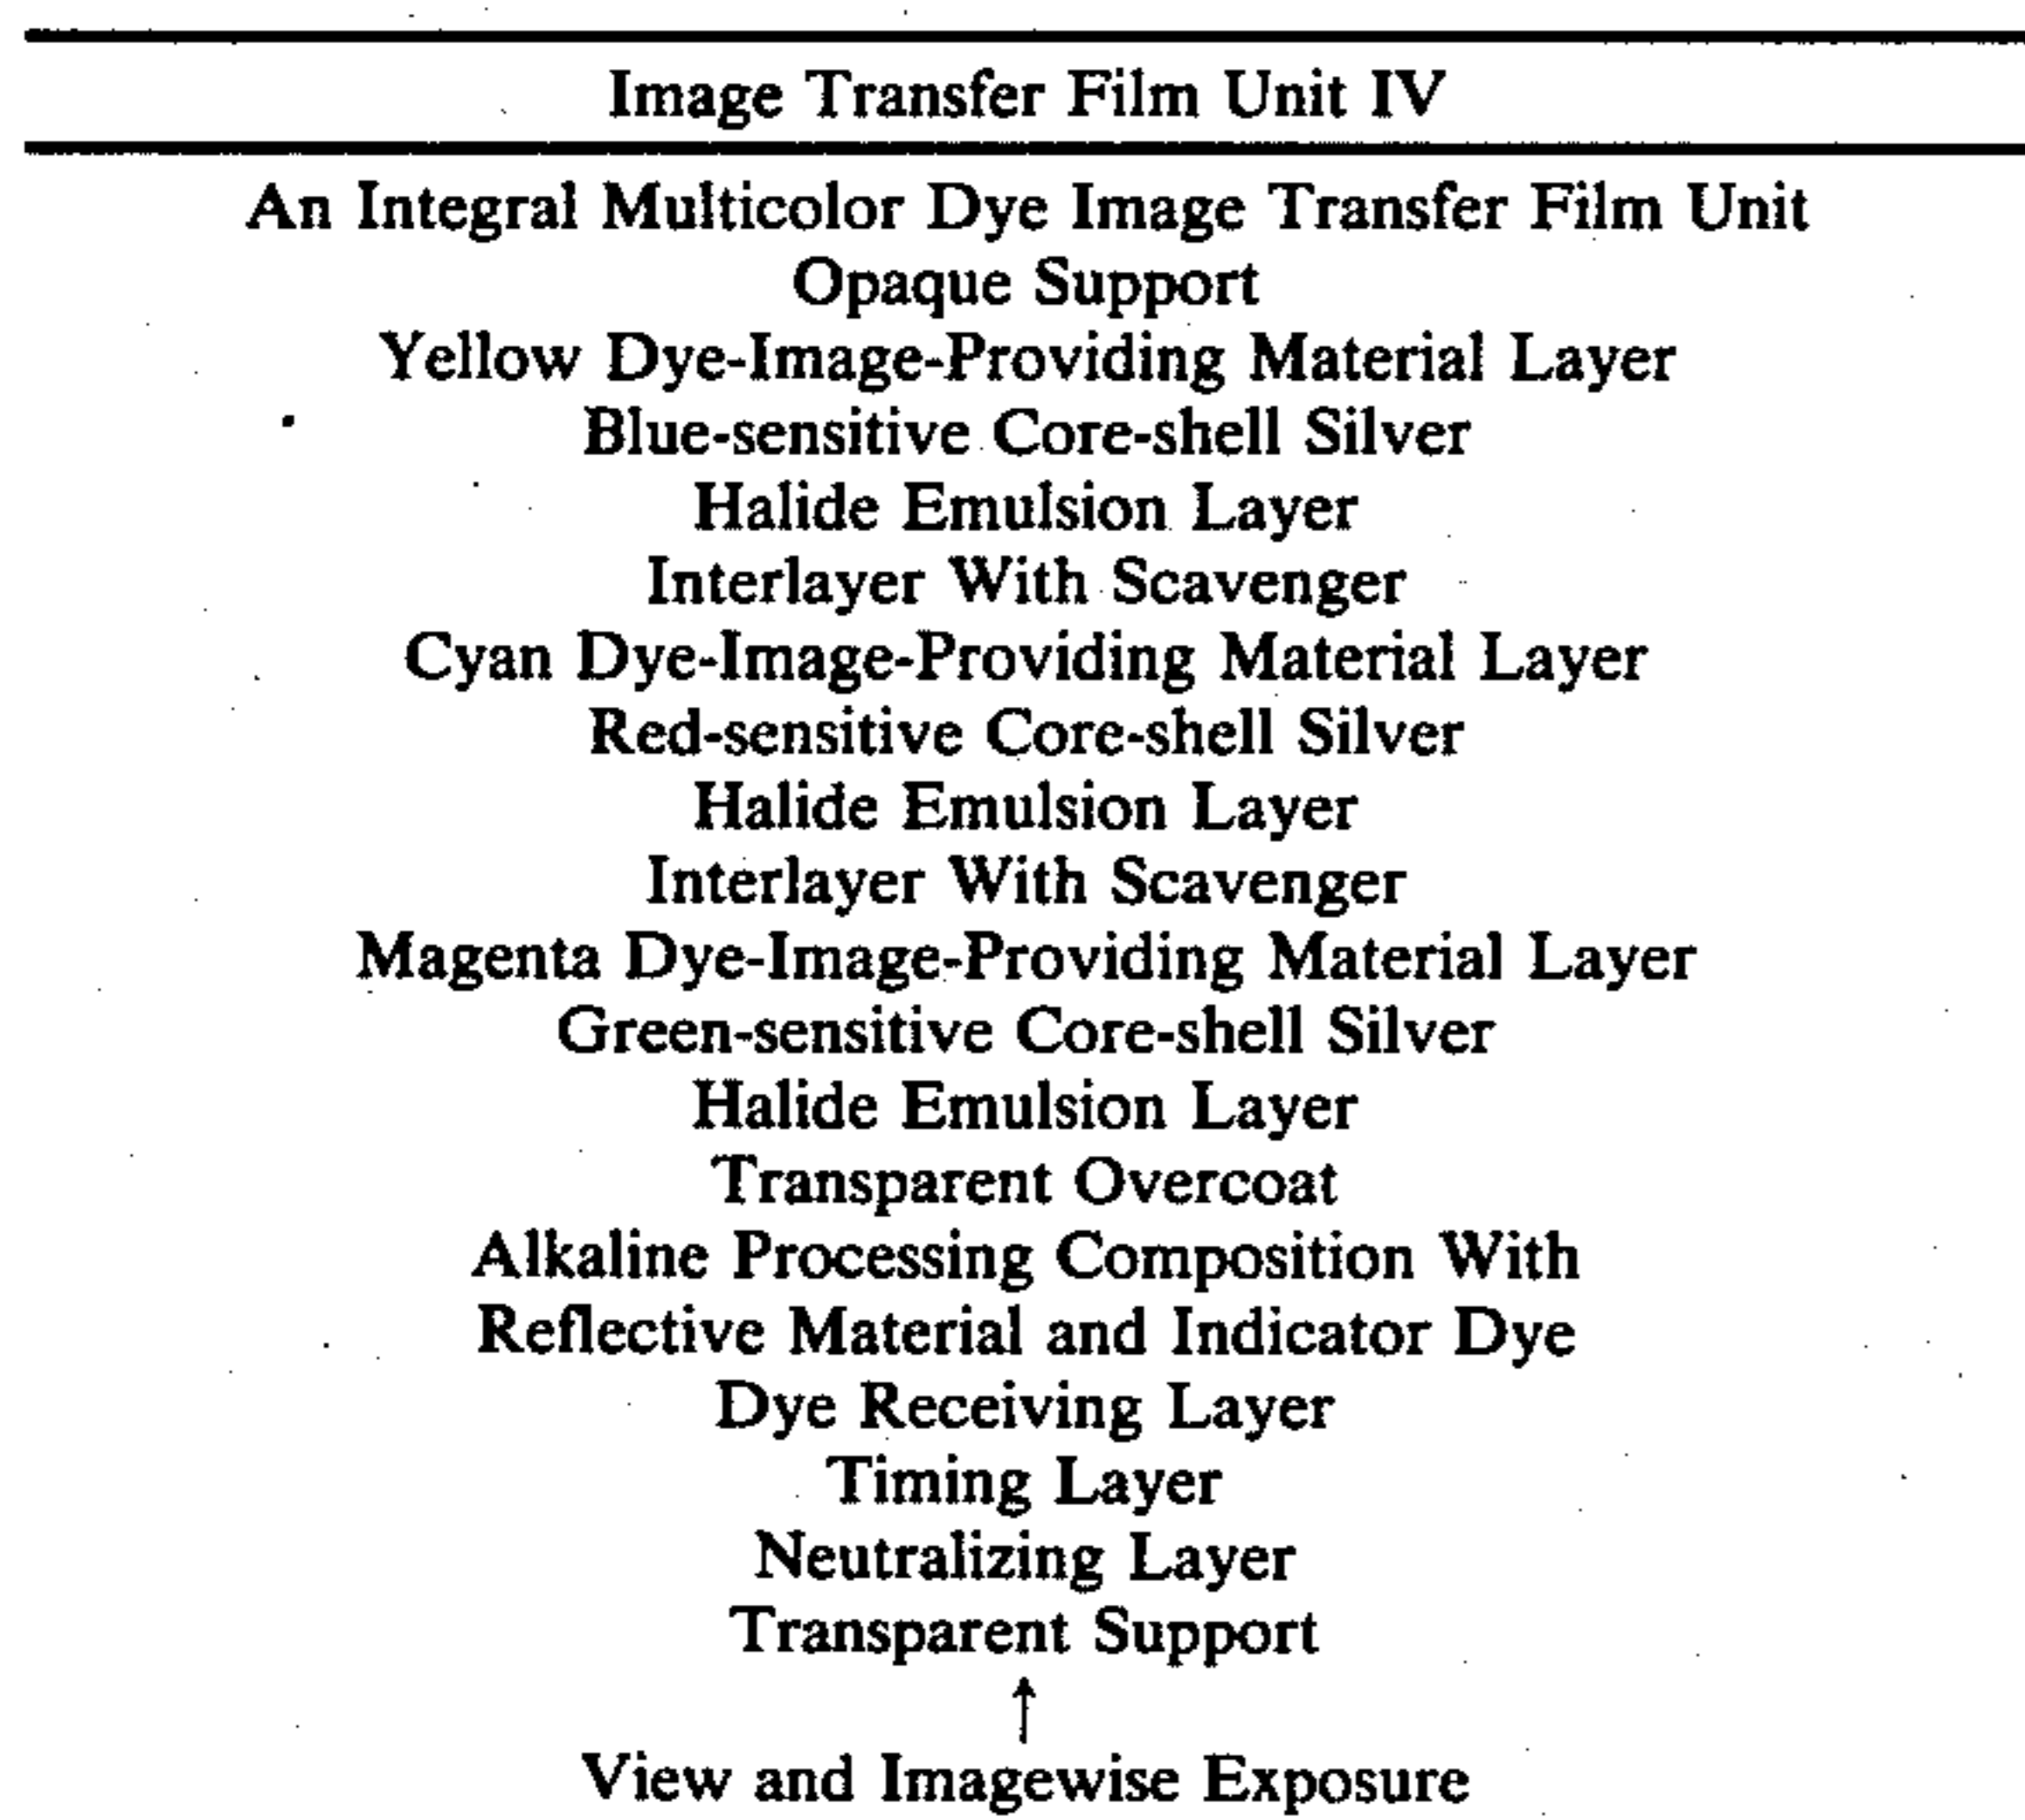 Image Transfer Film Unit IV
An Integral Multicolor Dye Image Transfer Film Unit
Opaque Support
Yellow Dye-Image-Providing Material Layer
Blue-sensitive Core-shell Silver
Halide Emulsion Layer
Interlayer With Scavenger
Cyan Dye-Image-Providing Material Layer
Red-sensitive Core-shell Silver
Halide Emulsion Layer
Interlayer With Scavenger
Magenta Dye-Image-Providing Material Layer
Green-sensitive Core-shell Silver
Halide Emulsion Layer
Transparent Overcoat
Alkaline Processing Composition With
Reflective Material and Indicator Dye
Dye Receiving Layer
Timing Layer
Neutralizing Layer
Transparent Support
↑
View and Imagewise Exposure